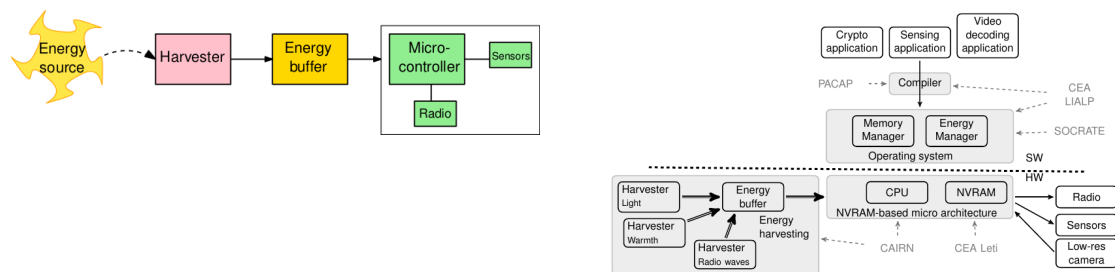 Energy
source
Harvester
Energy
buffer
Micro-
controller
Sensors
Radio
Crypto
application
Sensing
application
Video
decoding
application
PACAP
Compiler
CEA
LIALP
Memory
Manager
Energy
Manager
SOCRATE
Operating system
SW
HW
Harvester
Light
Energy
buffer
CPU
NVRAM
Radio
NVRAM-based micro architecture
Harvester
Warmth
Energy
harvesting
Sensors
Harvester
Radio waves
CAIRN
CEA Leti
Low-res
camera